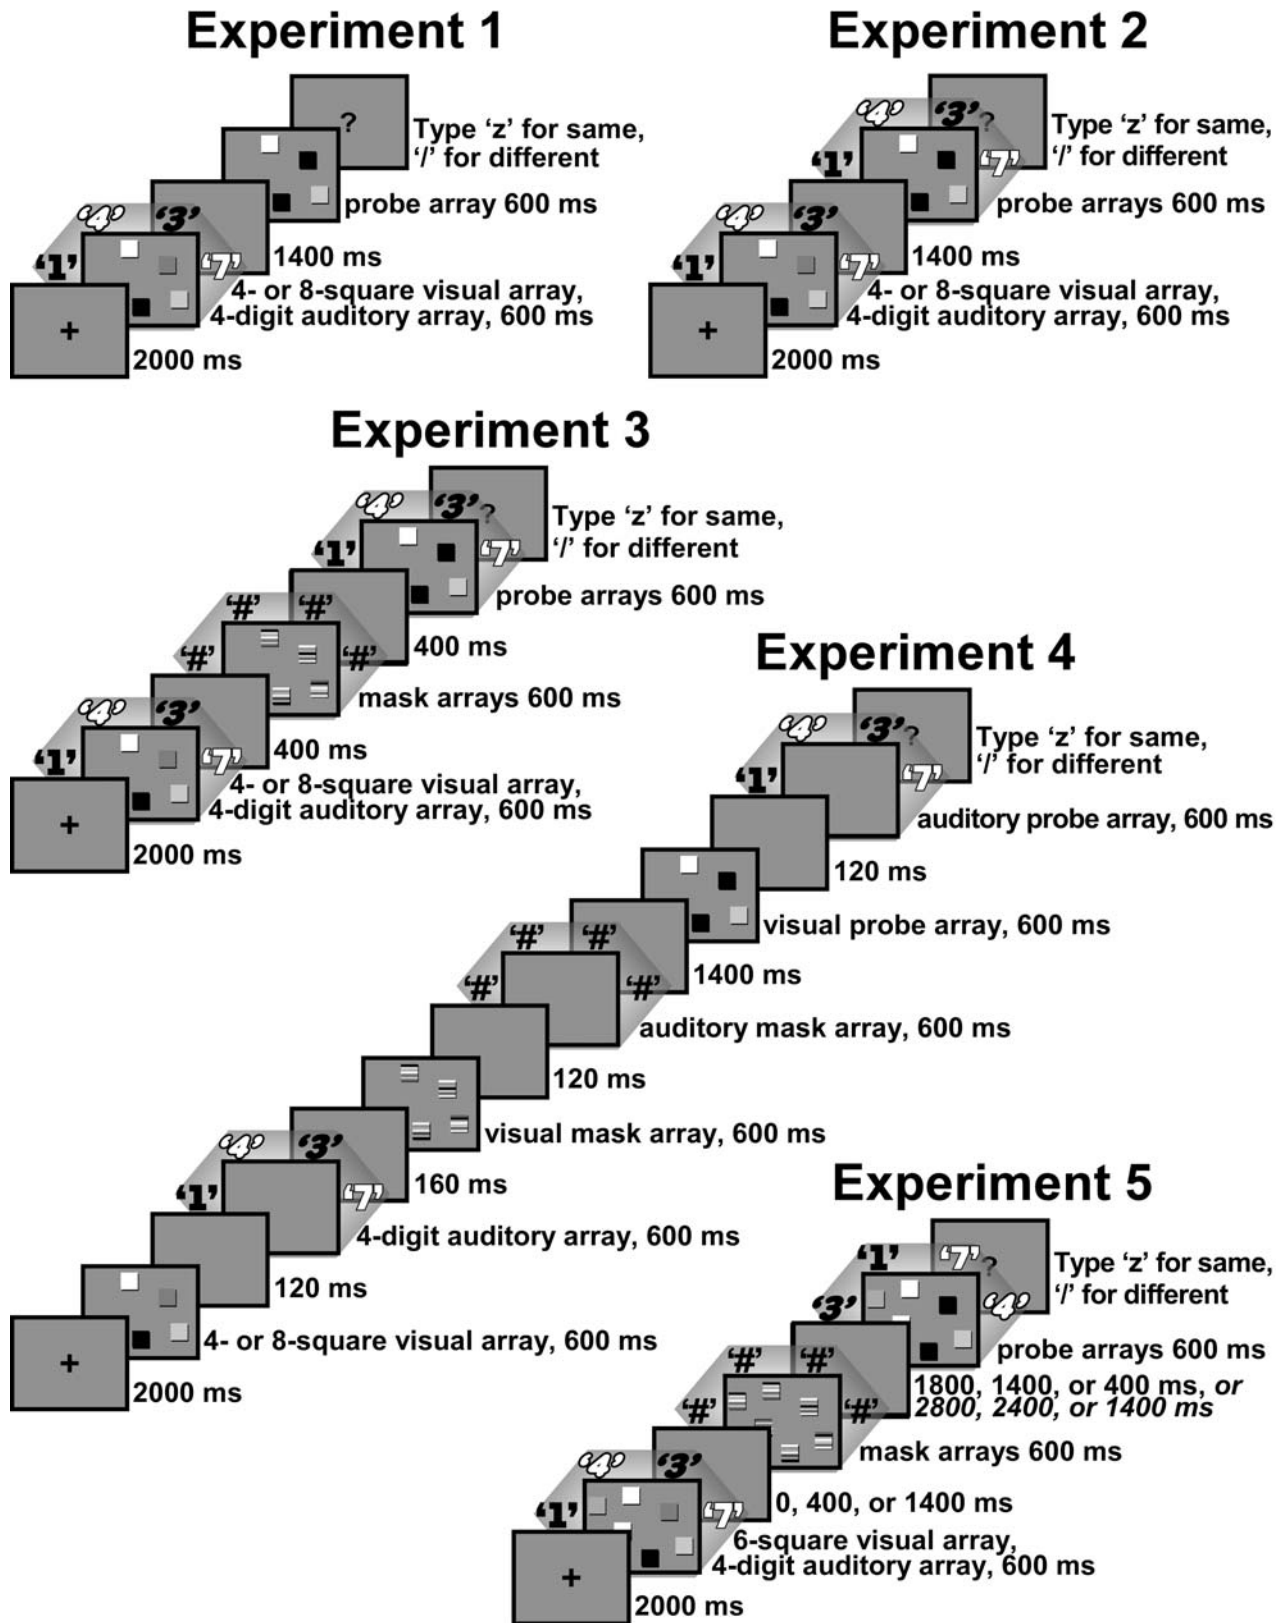 Experiment 1
?
Type ‘z’ for same,
‘/’ for different
probe array 600 ms
‘4’ ‘3’
1400 ms
‘1’ ‘7’
4- or 8-square visual array,
4-digit auditory array, 600 ms
+
2000 ms
Experiment 2
‘4’ ‘3’ ?
Type ‘z’ for same,
‘/’ for different
‘1’ ‘7’
probe arrays 600 ms
‘4’ ‘3’
1400 ms
‘1’ ‘7’
4- or 8-square visual array,
4-digit auditory array, 600 ms
+
2000 ms
Experiment 3
‘4’ ‘3’ ?
Type ‘z’ for same,
‘/’ for different
‘1’ ‘7’
probe arrays 600 ms
‘#’ ‘#’
400 ms
‘#’ ‘#’
mask arrays 600 ms
‘4’ ‘3’
400 ms
‘1’ ‘7’
4- or 8-square visual array,
4-digit auditory array, 600 ms
+
2000 ms
Experiment 4
‘4’ ‘3’ ?
Type ‘z’ for same,
‘/’ for different
‘1’ ‘7’
auditory probe array, 600 ms
120 ms
visual probe array, 600 ms
‘#’ ‘#’
1400 ms
‘#’ ‘#’
auditory mask array, 600 ms
120 ms
visual mask array, 600 ms
‘4’ ‘3’
160 ms
‘1’ ‘7’
4-digit auditory array, 600 ms
120 ms
4- or 8-square visual array, 600 ms
+
2000 ms
Experiment 5
‘1’ ‘7’ ?
Type ‘z’ for same,
‘/’ for different
‘3’ ‘4’
probe arrays 600 ms
‘#’ ‘#’
1800, 1400, or 400 ms, or
2800, 2400, or 1400 ms
‘#’ ‘#’
mask arrays 600 ms
‘4’ ‘3’
0, 400, or 1400 ms
‘1’ ‘7’
6-square visual array,
4-digit auditory array, 600 ms
+
2000 ms